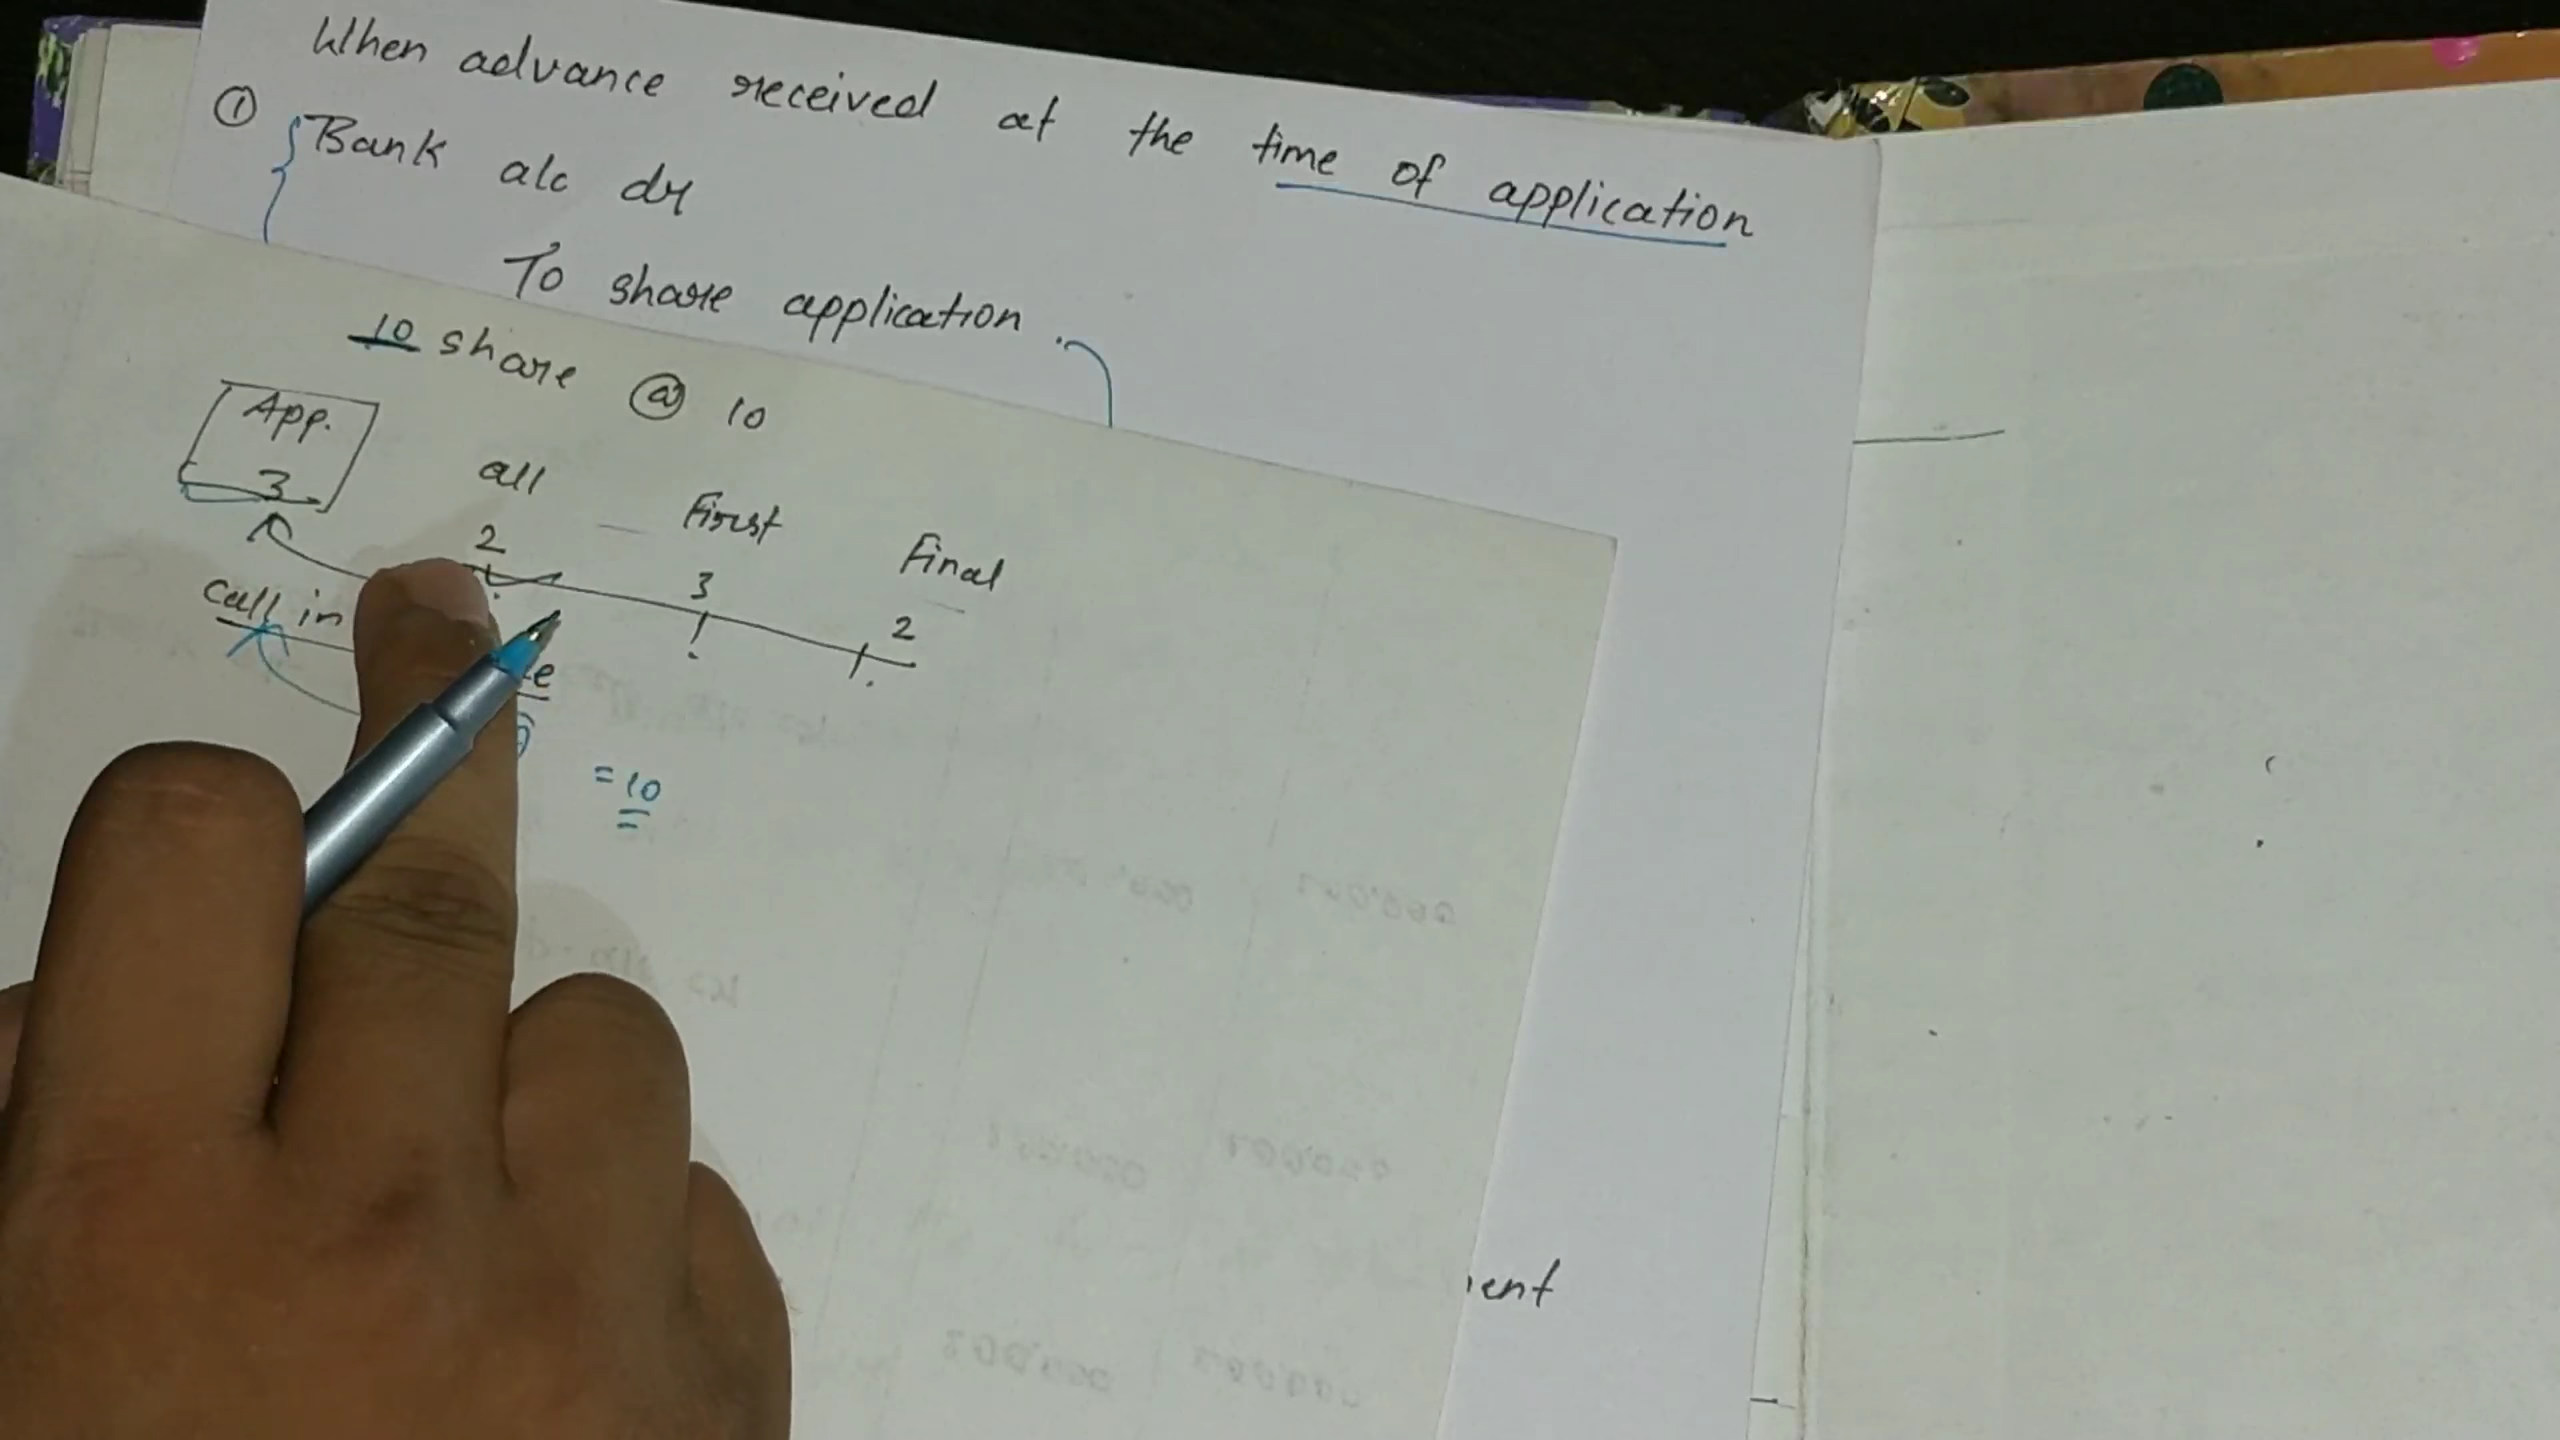 When advance received at the time of application
① Bank a/c dr
To share application
10 share @ 10
App. all First Final
3 2 3 2
Call in
= 10